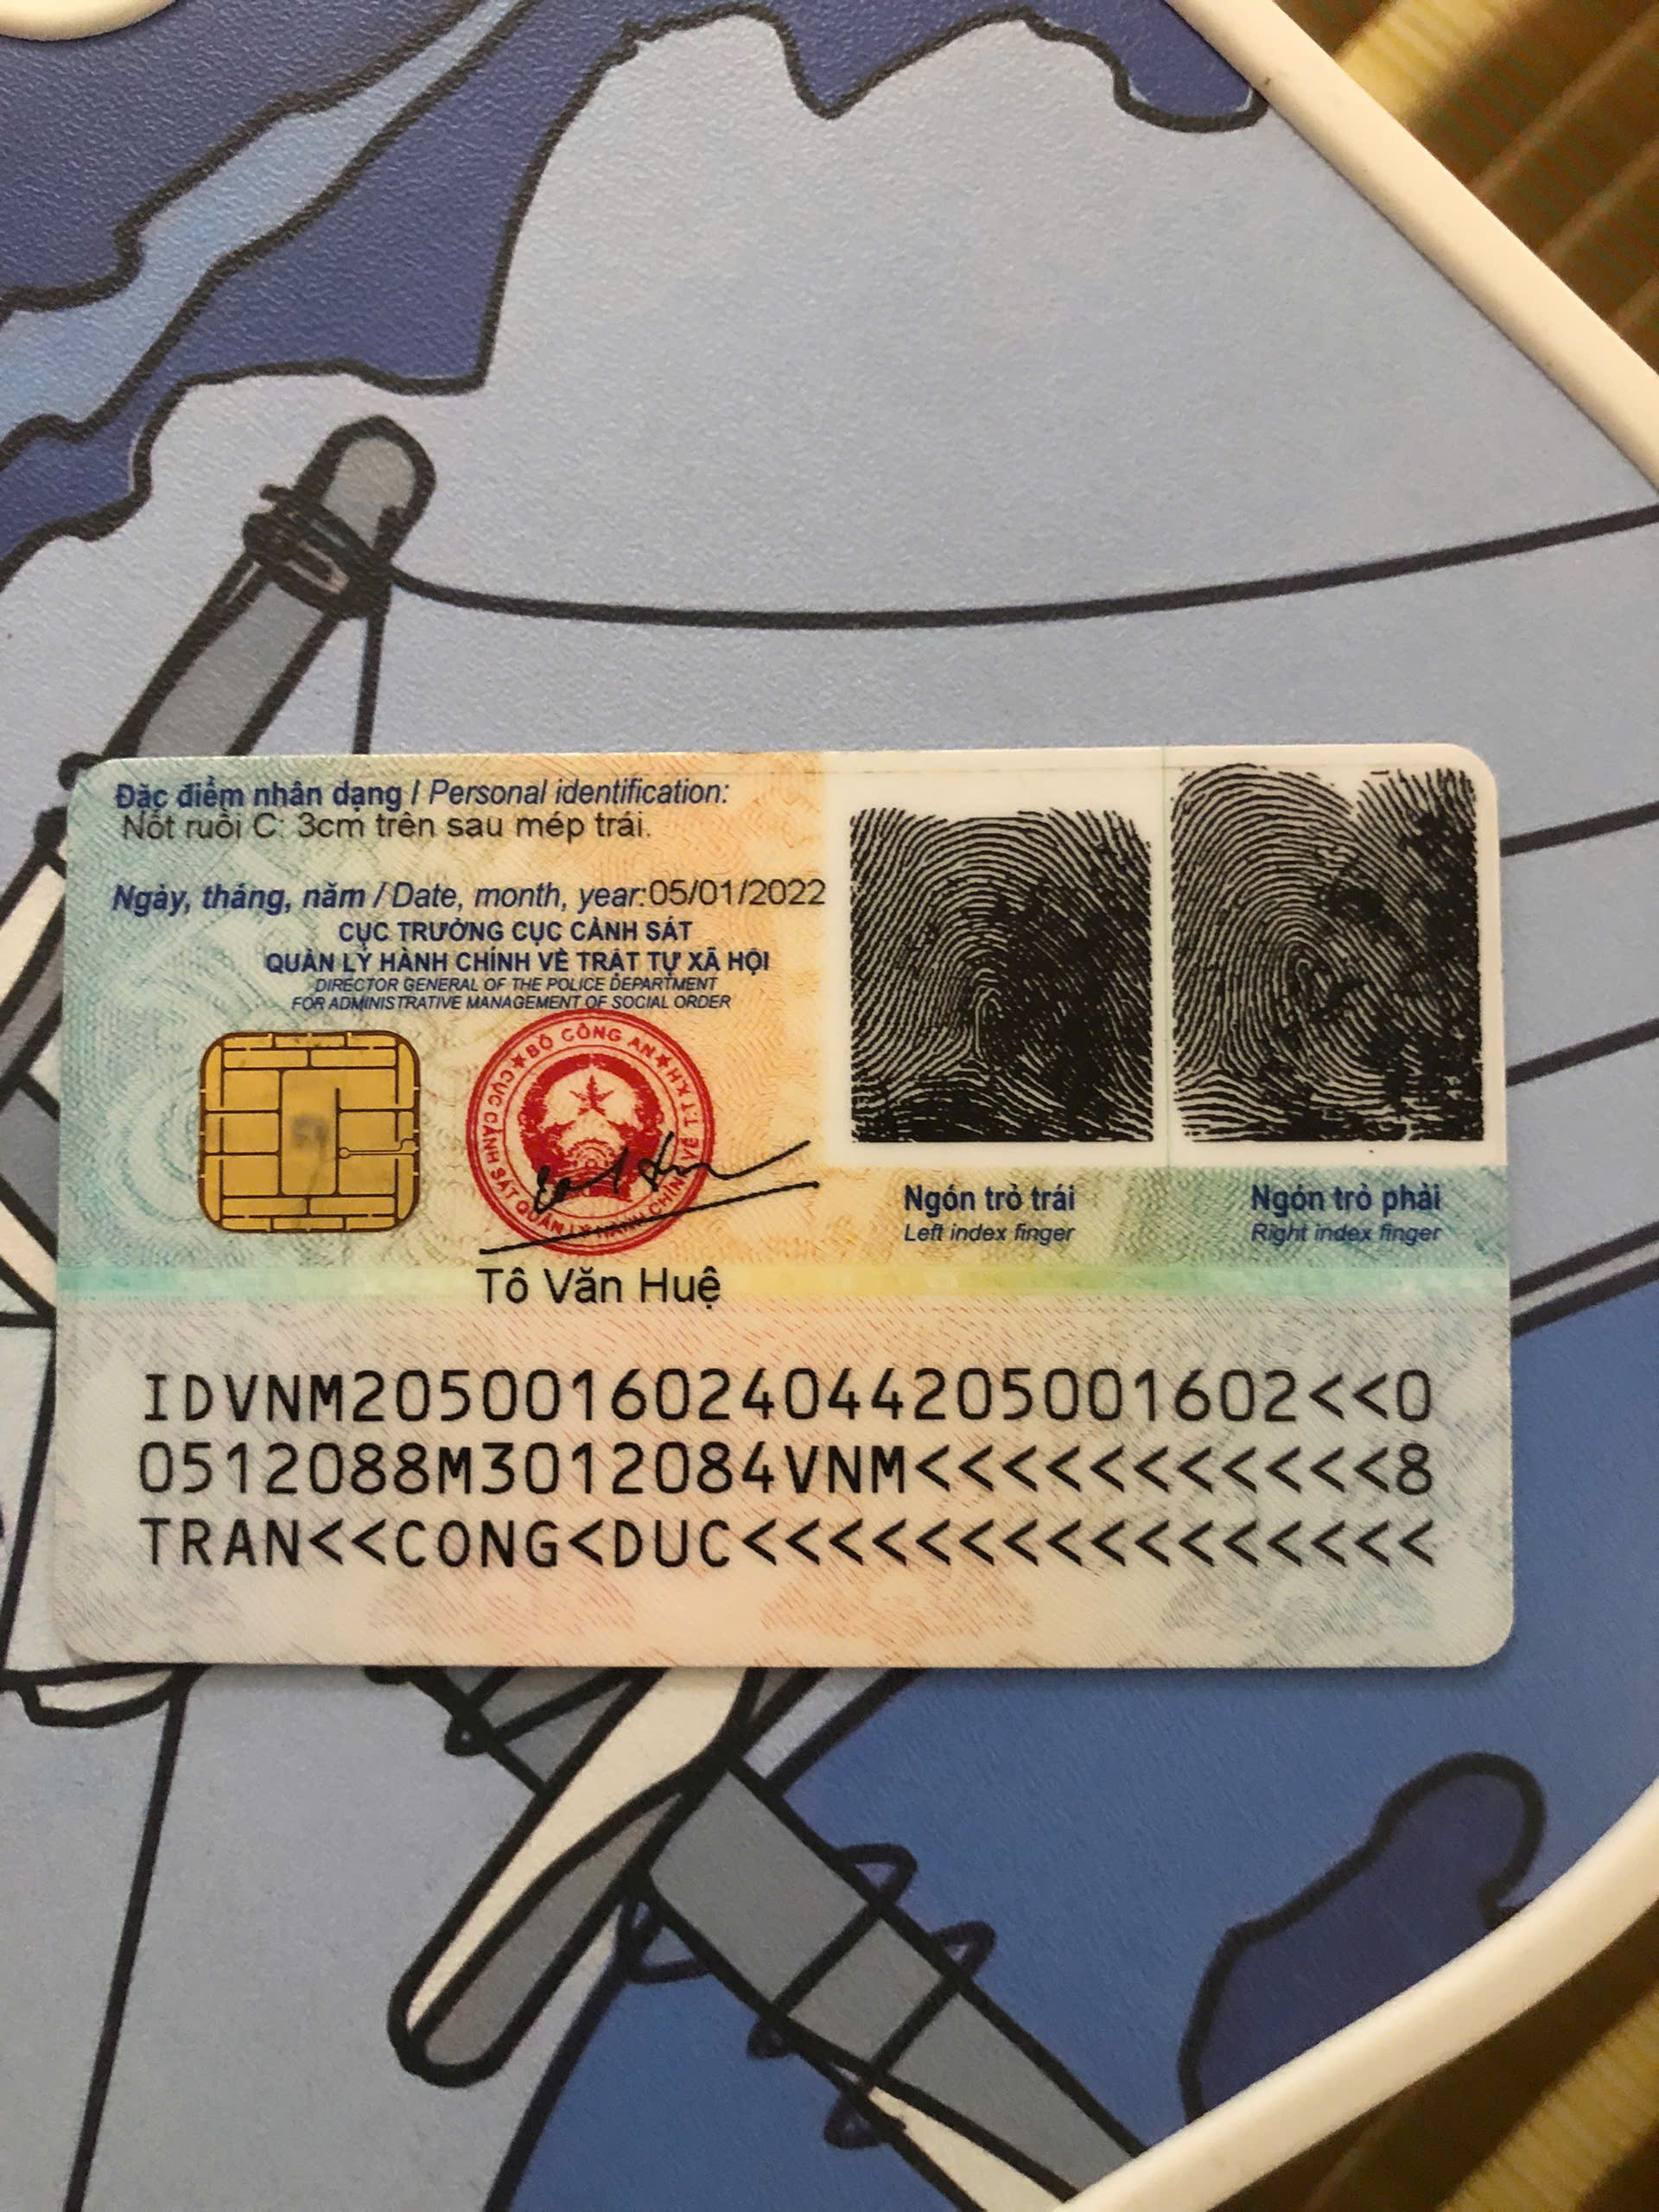 Đặc điểm nhân dạng / Personal identification:
Nốt ruồi C: 3cm trên sau mép trái.
Ngày, tháng, năm / Date, month, year: 05/01/2022
CỤC TRƯỞNG CỤC CẢNH SÁT
QUẢN LÝ HÀNH CHÍNH VỀ TRẬT TỰ XÃ HỘI
DIRECTOR GENERAL OF THE POLICE DEPARTMENT
FOR ADMINISTRATIVE MANAGEMENT OF SOCIAL ORDER
BỘ CÔNG AN
CỤC CẢNH SÁT QUẢN LÝ HÀNH CHÍNH VỀ TTXH
Tô Văn Huệ
Ngón trỏ trái
Left index finger
Ngón trỏ phải
Right index finger
IDVNM2050016024044205001602<<0
0512088M3012084VNM<<<<<<<<<<<8
TRAN<<CONG<DUC<<<<<<<<<<<<<<<<